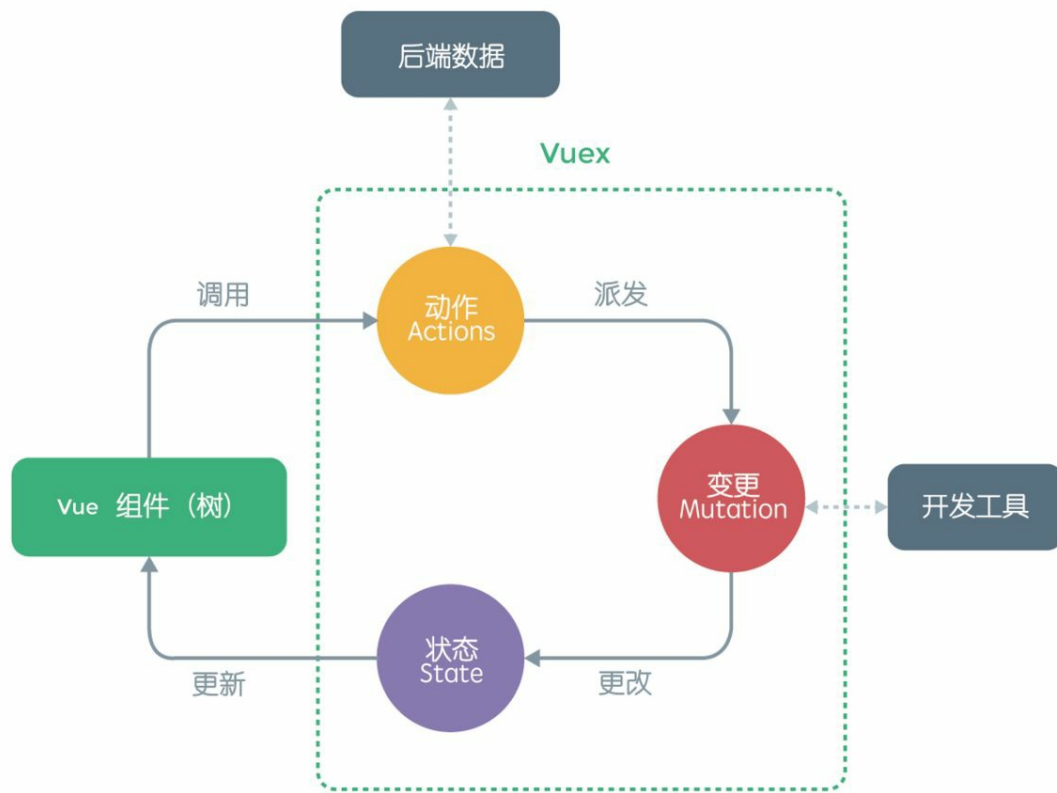 后端数据
Vuex
调用
动作
Actions
派发
Vue 组件（树）
变更
Mutation
开发工具
状态
State
更新
更改